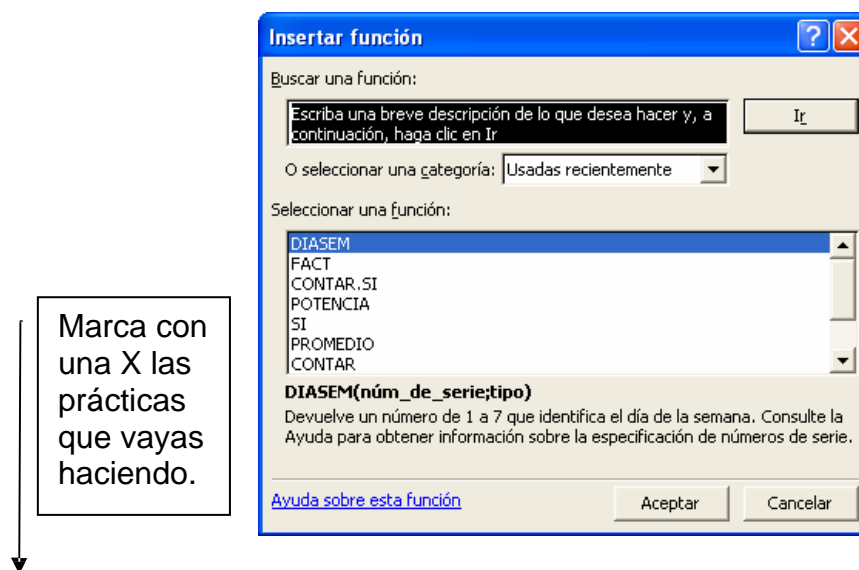 Insertar función
Buscar una función:
Escriba una breve descripción de lo que desea hacer y, a
continuación, haga clic en Ir
Ir
O seleccionar una categoría: Usadas recientemente
Seleccionar una función:
DIASEM
FACT
CONTAR.SI
POTENCIA
SI
PROMEDIO
CONTAR
DIASEM(núm_de_serie;tipo)
Devuelve un número de 1 a 7 que identifica el día de la semana. Consulte la
Ayuda para obtener información sobre la especificación de números de serie.
Ayuda sobre esta función
Aceptar
Cancelar
Marca con
una X las
prácticas
que vayas
haciendo.